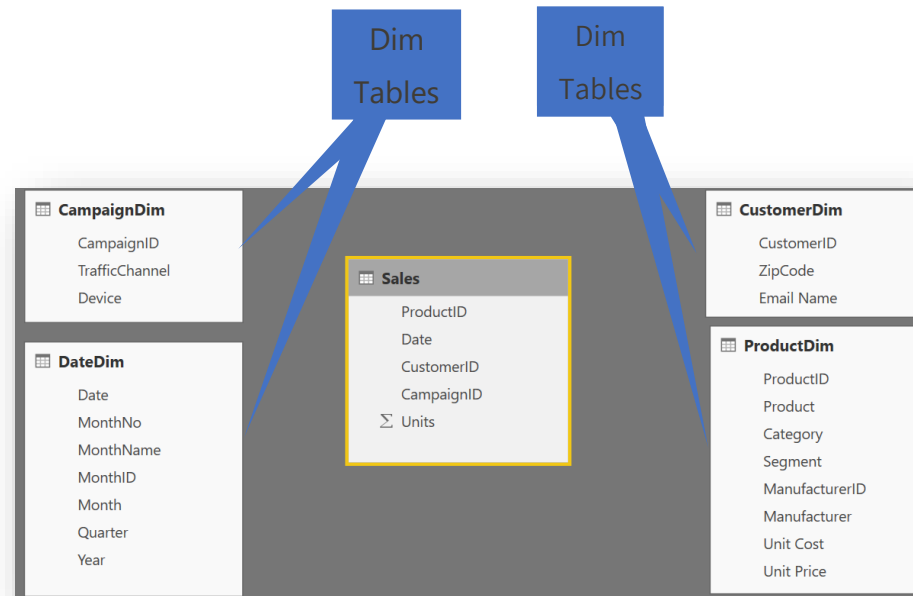 Dim
Tables
Dim
Tables
CampaignDim
CampaignID
TrafficChannel
Device
DateDim
Date
MonthNo
MonthName
MonthID
Month
Quarter
Year
Sales
ProductID
Date
CustomerID
CampaignID
Σ Units
CustomerDim
CustomerID
ZipCode
Email Name
ProductDim
ProductID
Product
Category
Segment
ManufacturerID
Manufacturer
Unit Cost
Unit Price